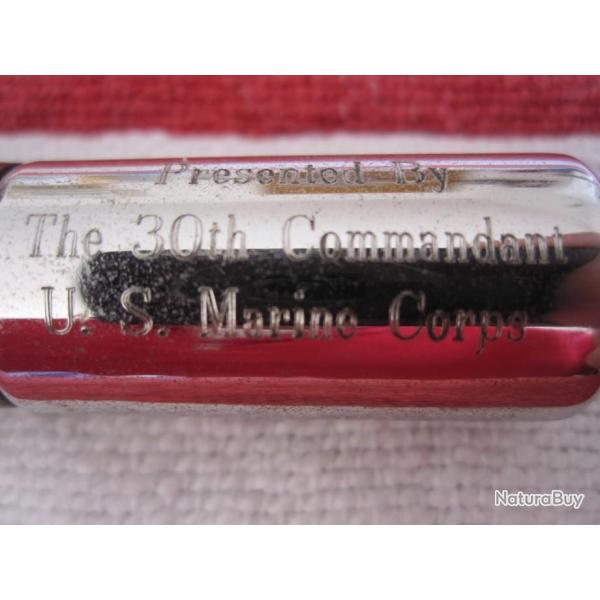 Presented By
The 30th Commandant
U. S. Marine Corps
NaturaBuy